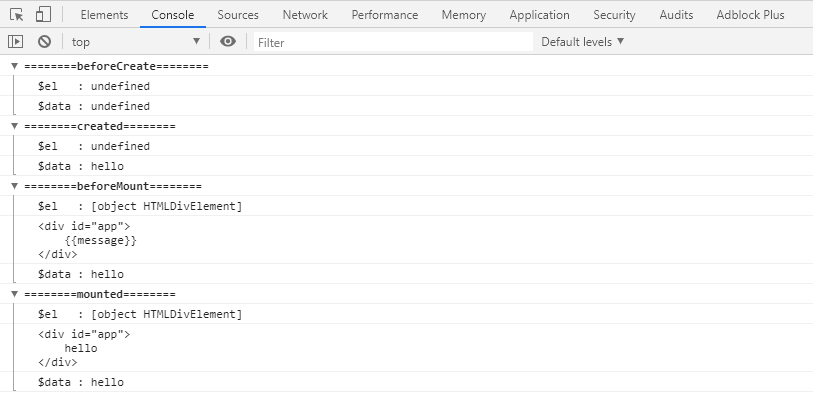 Elements Console Sources Network Performance Memory Application Security Audits Adblock Plus
top Filter Default levels
========beforeCreate========
$el   : undefined
$data : undefined
========created========
$el   : undefined
$data : hello
========beforeMount========
$el   : [object HTMLDivElement]
<div id="app">
    {{message}}
</div>
$data : hello
========mounted========
$el   : [object HTMLDivElement]
<div id="app">
    hello
</div>
$data : hello